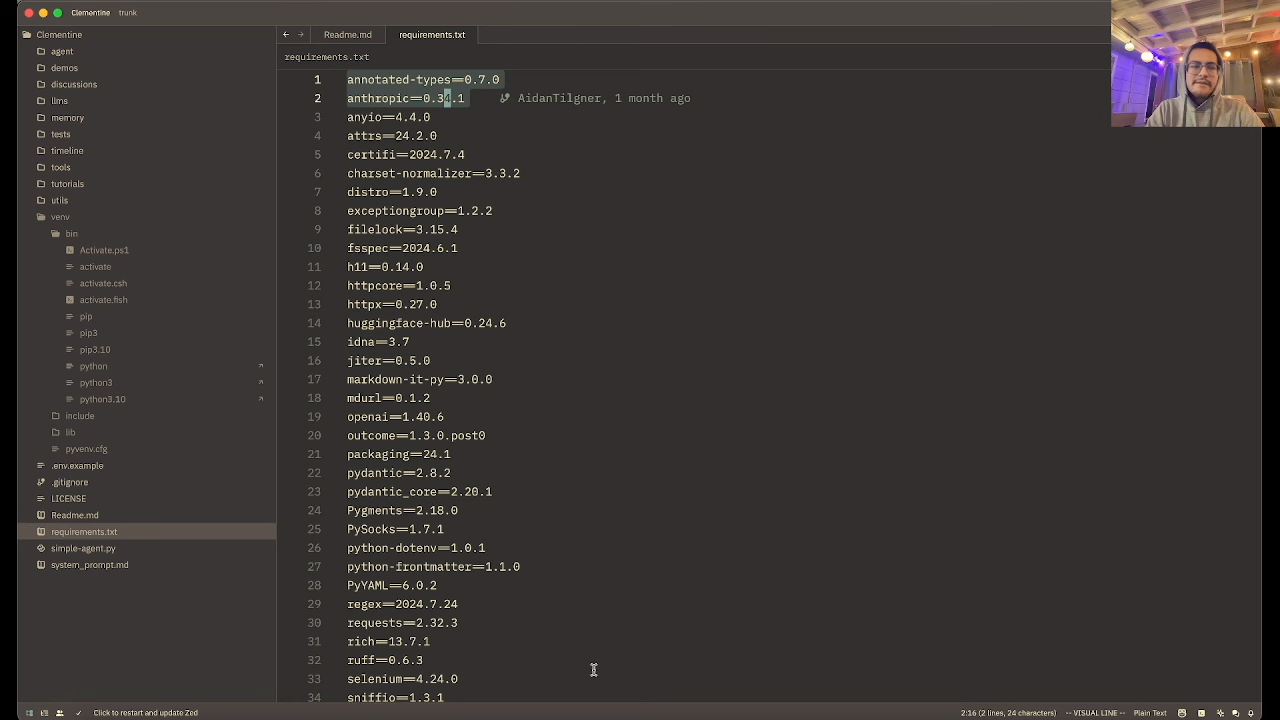 Clementine trunk
Clementine
agent
demos
discussions
llms
memory
tests
timeline
tools
tutorials
utils
venv
bin
Activate.ps1
activate
activate.csh
activate.fish
pip
pip3
pip3.10
python
python3
python3.10
include
lib
pyvenv.cfg
.env.example
.gitignore
LICENSE
Readme.md
requirements.txt
simple-agent.py
system_prompt.md
Readme.md requirements.txt
requirements.txt
1 annotated-types==0.7.0
2 anthropic==0.34.1 AidanTilgner, 1 month ago
3 anyio==4.4.0
4 attrs==24.2.0
5 certifi==2024.7.4
6 charset-normalizer==3.3.2
7 distro==1.9.0
8 exceptiongroup==1.2.2
9 filelock==3.15.4
10 fsspec==2024.6.1
11 h11==0.14.0
12 httpcore==1.0.5
13 httpx==0.27.0
14 huggingface-hub==0.24.6
15 idna==3.7
16 jiter==0.5.0
17 markdown-it-py==3.0.0
18 mdurl==0.1.2
19 openai==1.40.6
20 outcome==1.3.0.post0
21 packaging==24.1
22 pydantic==2.8.2
23 pydantic_core==2.20.1
24 Pygments==2.18.0
25 PySocks==1.7.1
26 python-dotenv==1.0.1
27 python-frontmatter==1.1.0
28 PyYAML==6.0.2
29 regex==2024.7.24
30 requests==2.32.3
31 rich==13.7.1
32 ruff==0.6.3
33 selenium==4.24.0
34 sniffio==1.3.1
Click to restart and update Zed
2:16 (2 lines, 24 characters) -- VISUAL LINE -- Plain Text